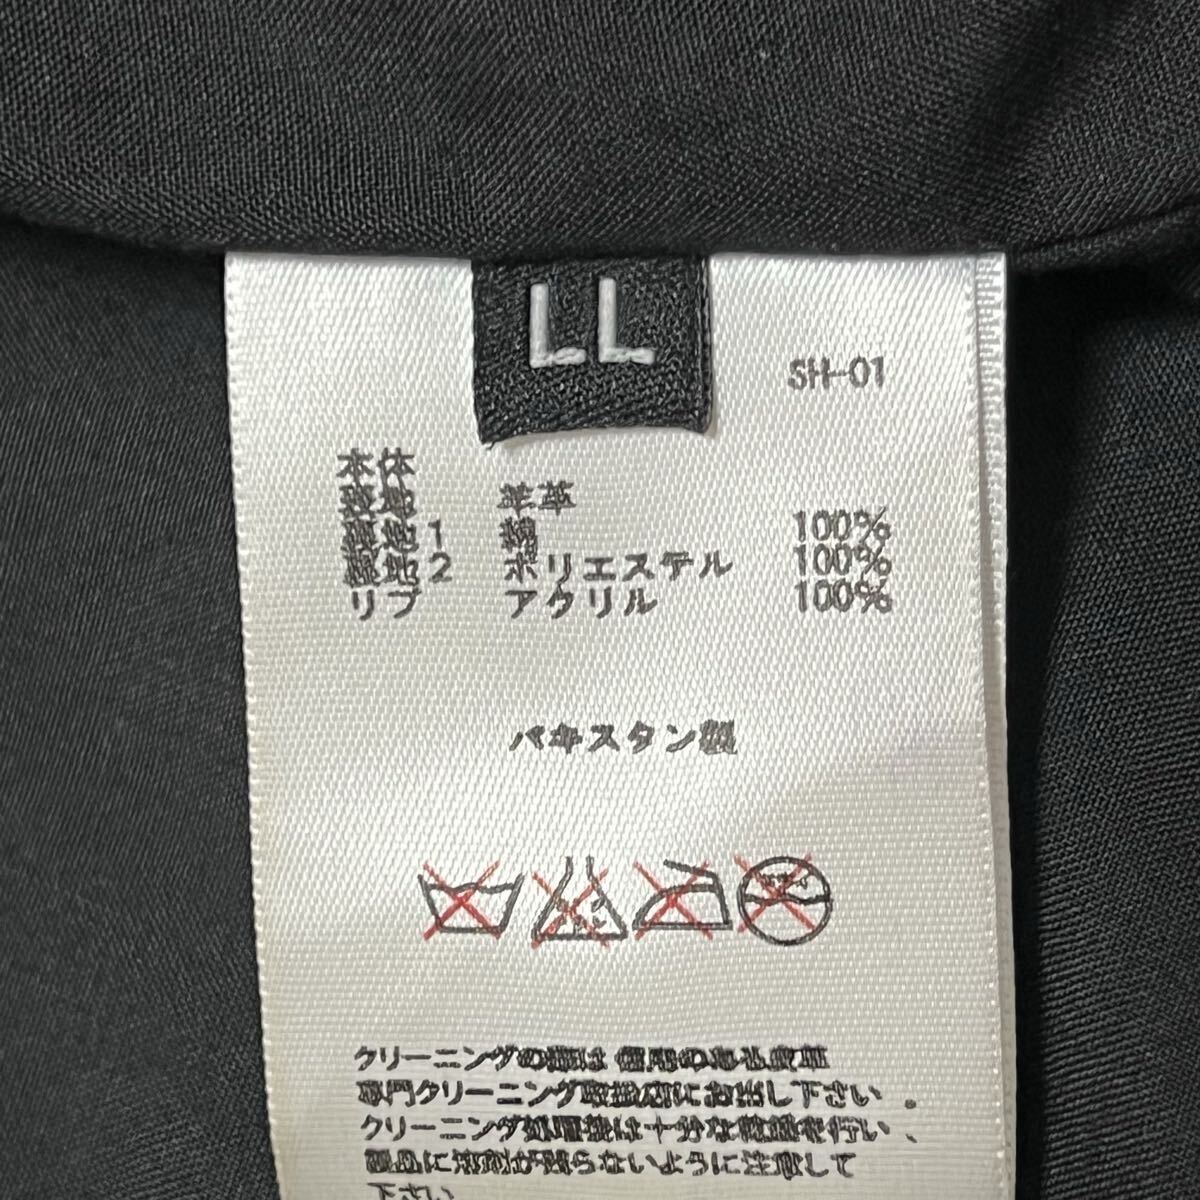 LL
SH-01
本体
表地 羊革
裏地1 綿 100%
裏地2 ポリエステル 100%
リブ アクリル 100%
パキスタン製
クリーニングの際は信用のある皮革
専門クリーニング取扱店にお出し下さい。
クリーニング処理後は十分な乾燥を行い、
製品に溶剤が残らないように注意して
下さい